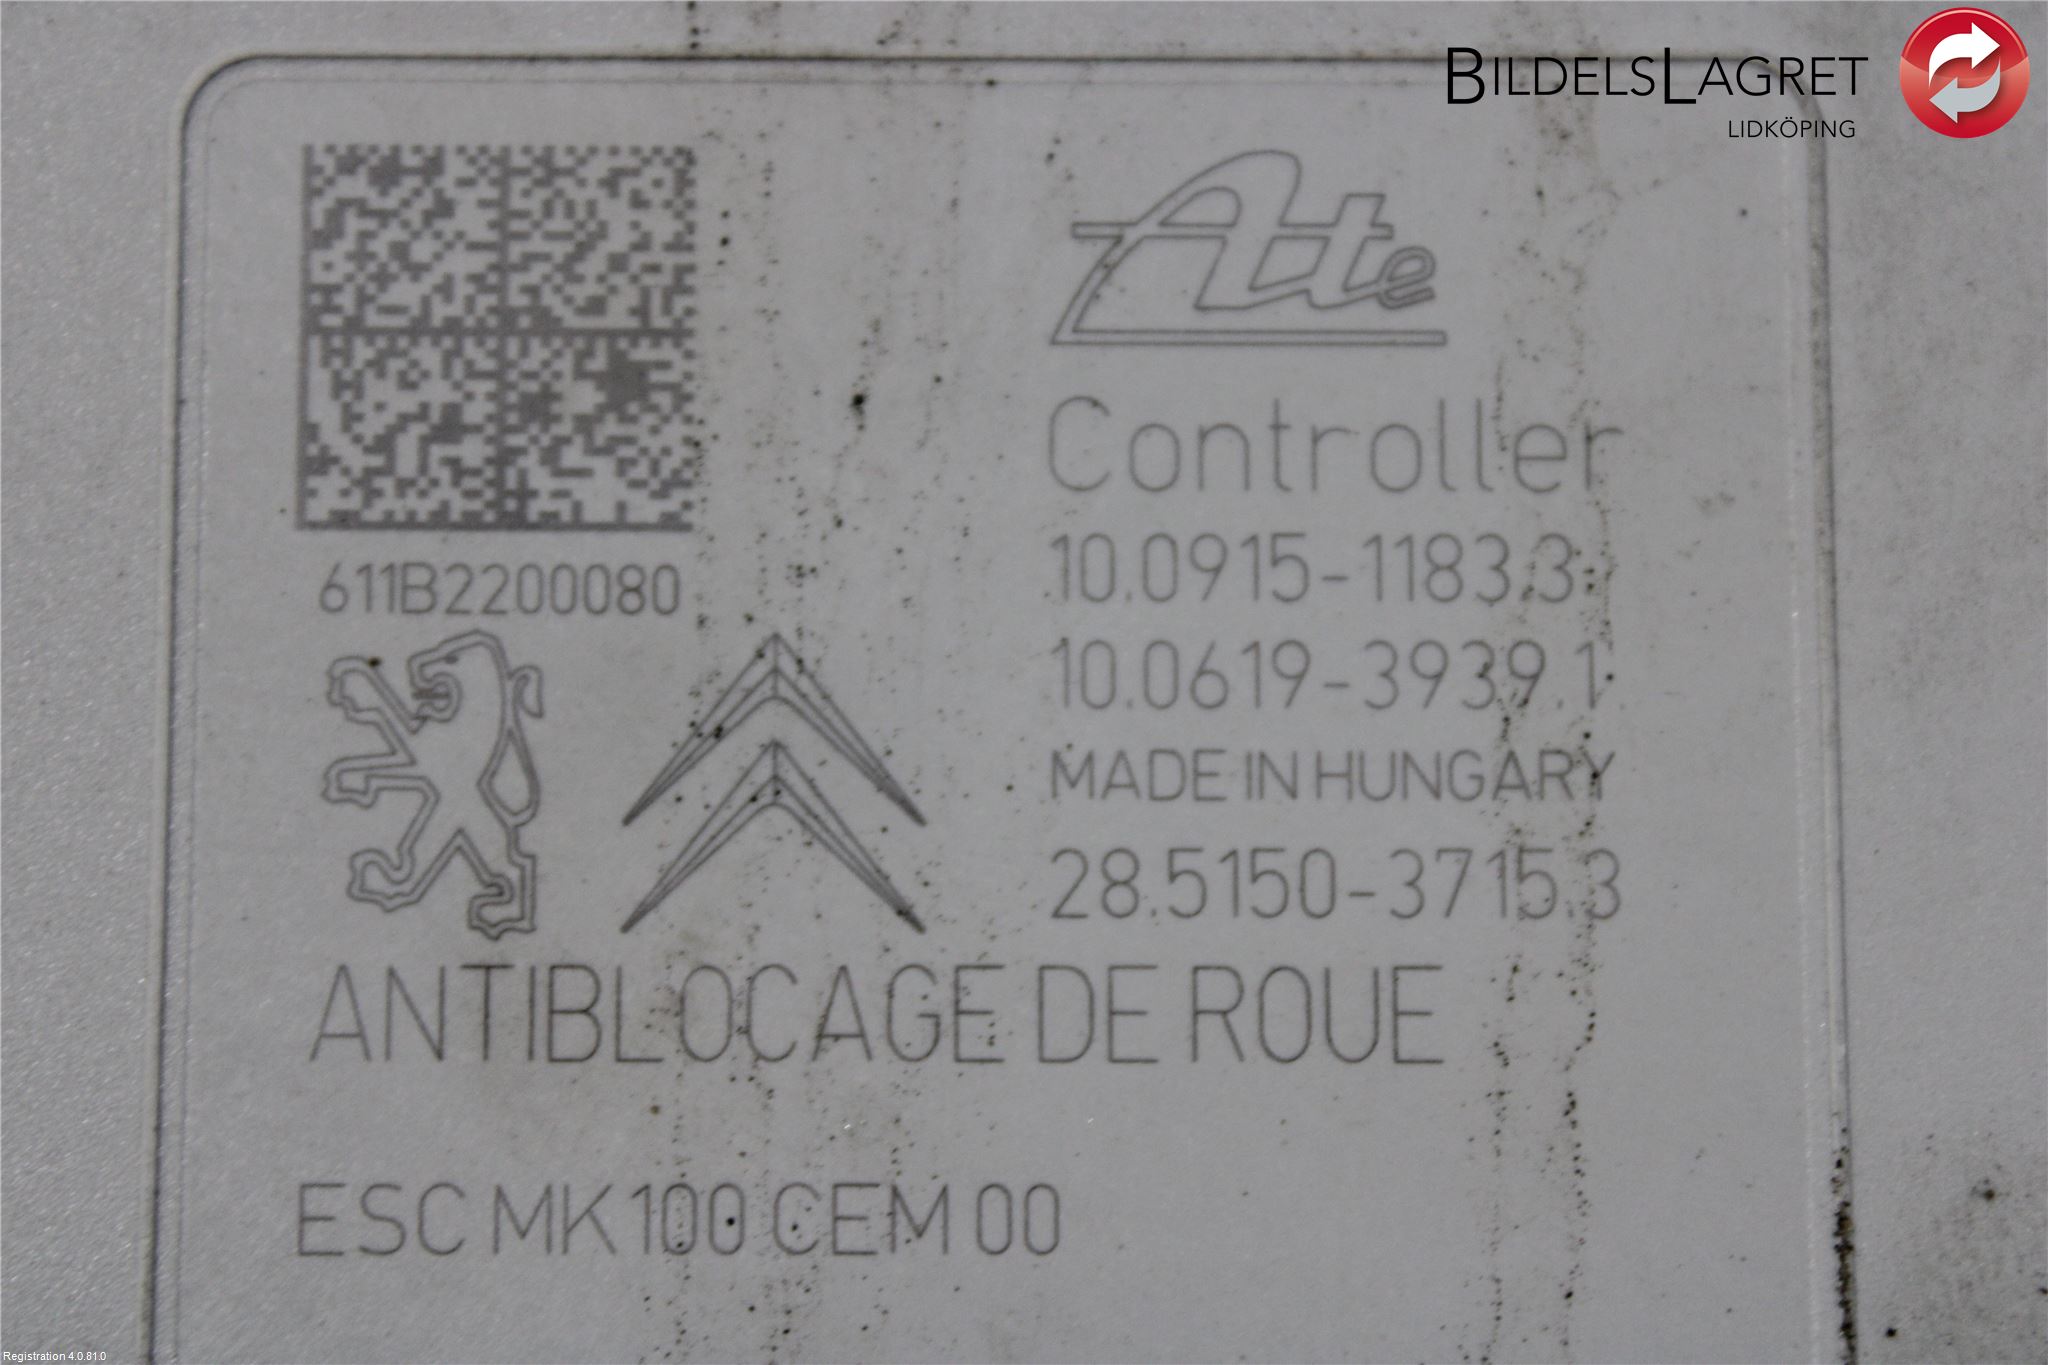 BILDELSLAGRET
LIDKÖPING
Ate
Controller
10.0915-1183.3
10.0619-3939.1
MADE IN HUNGARY
28.5150-3715.3
611B2200080
ANTIBLOCAGE DE ROUE
ESC MK100 CEM 00
Registration 4.0.81.0